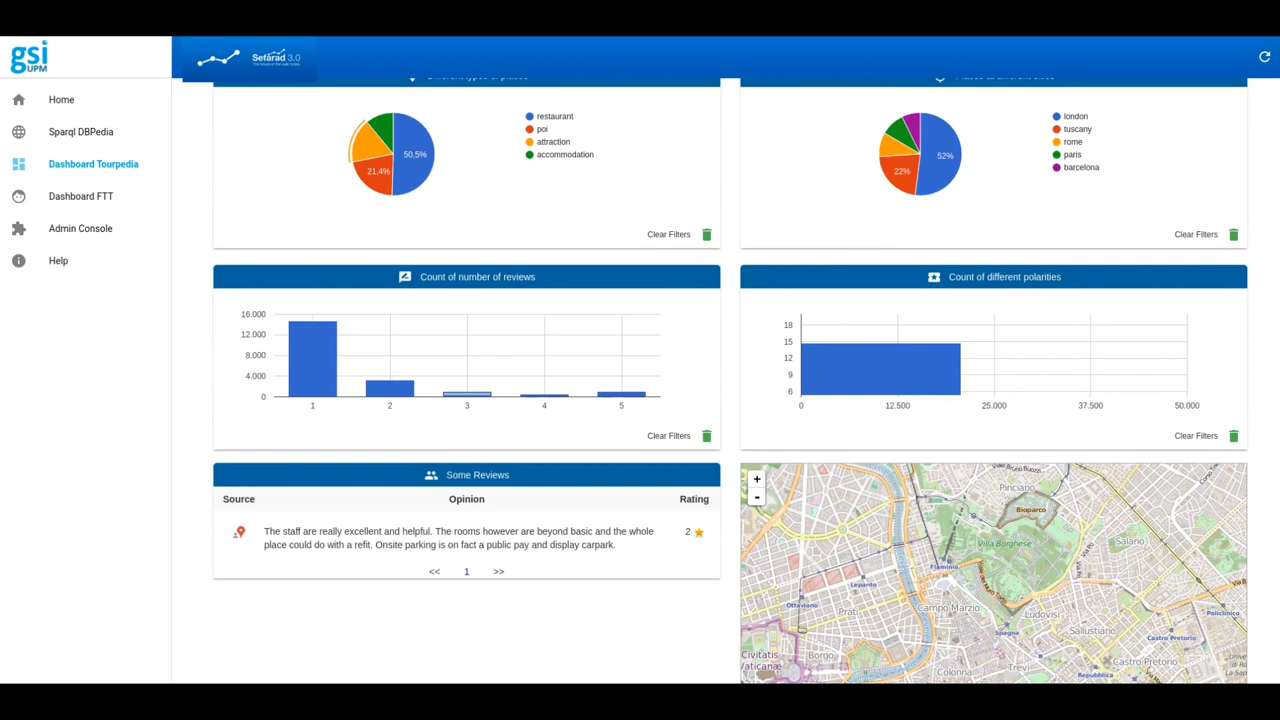 gsi
UPM
Sefarad 3.0
Home
Sparql DBPedia
Dashboard Tourpedia
Dashboard FTT
Admin Console
Help
50,5%
21,4%
restaurant
poi
attraction
accommodation
Clear Filters
52%
22%
london
tuscany
rome
paris
barcelona
Clear Filters
Count of number of reviews
16.000
12.000
8.000
4.000
0
1 2 3 4 5
Clear Filters
Count of different polarities
18
15
12
9
6
0 12.500 25.000 37.500 50.000
Clear Filters
Some Reviews
Source Opinion Rating
The staff are really excellent and helpful. The rooms however are beyond basic and the whole
place could do with a refit. Onsite parking is on fact a public pay and display carpark.
2
<< 1 >>
+
-
Pinciano
Bioparco
Villa Borghese
Salario
Flaminio
Lepanto
Ottaviano
Prati
Campo Marzio
Ludovisi
Spagna
Sallustiano
Policlinico
Castro Pretorio
Civitatis
Vaticanae
Borgo
Colonna
Trevi
Castro Pretorio
Repubblica